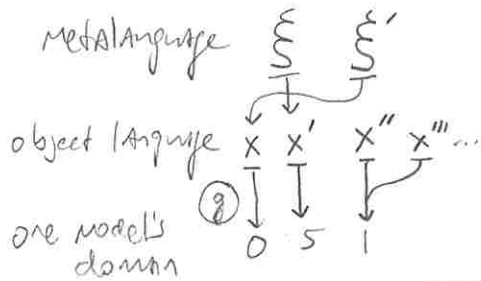 Metalanguage ξ ξ′
object language x x′ x″ x‴ ...
g
one model's 0 5 1
domain